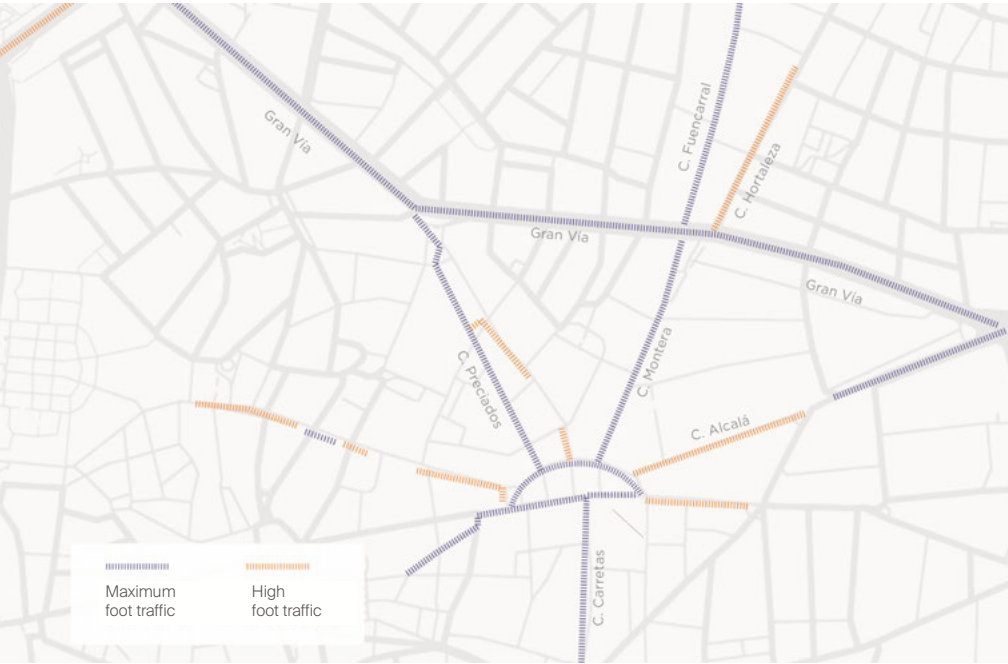 Gran Vía
C. Fuencarral
C. Hortaleza
Gran Vía
Gran Vía
C. Preciados
C. Montera
C. Alcalá
C. Carretas
Maximum
foot traffic
High
foot traffic